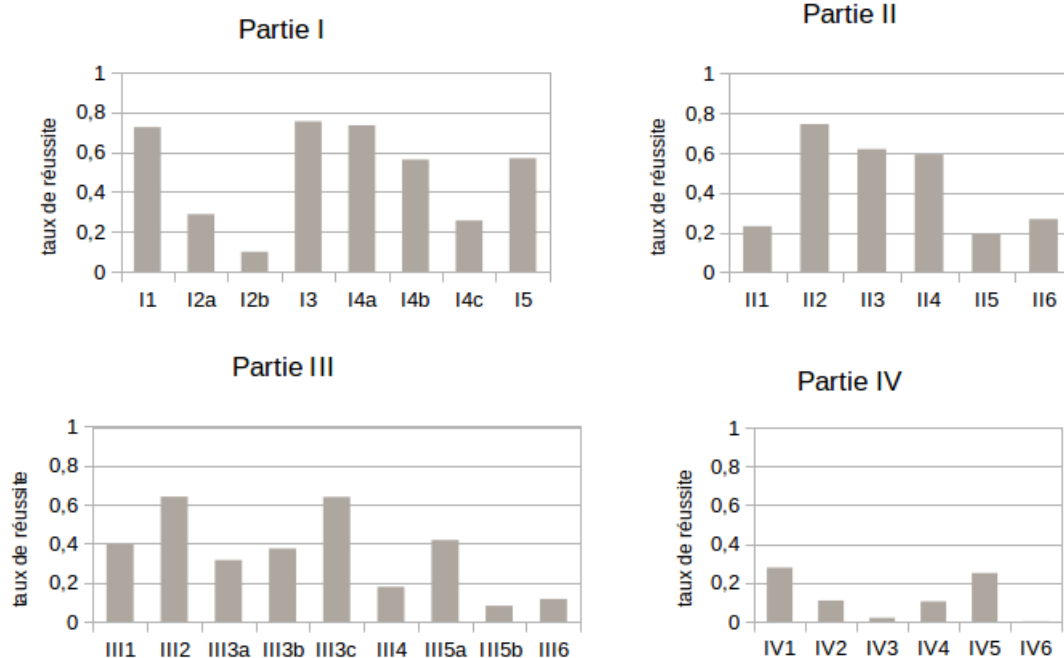 Partie I
taux de réussite
1
0,8
0,6
0,4
0,2
0
I1 I2a I2b I3 I4a I4b I4c I5
Partie II
taux de réussite
1
0,8
0,6
0,4
0,2
0
II1 II2 II3 II4 II5 II6
Partie III
taux de réussite
1
0,8
0,6
0,4
0,2
0
III1 III2 III3a III3b III3c III4 III5a III5b III6
Partie IV
taux de réussite
1
0,8
0,6
0,4
0,2
0
IV1 IV2 IV3 IV4 IV5 IV6